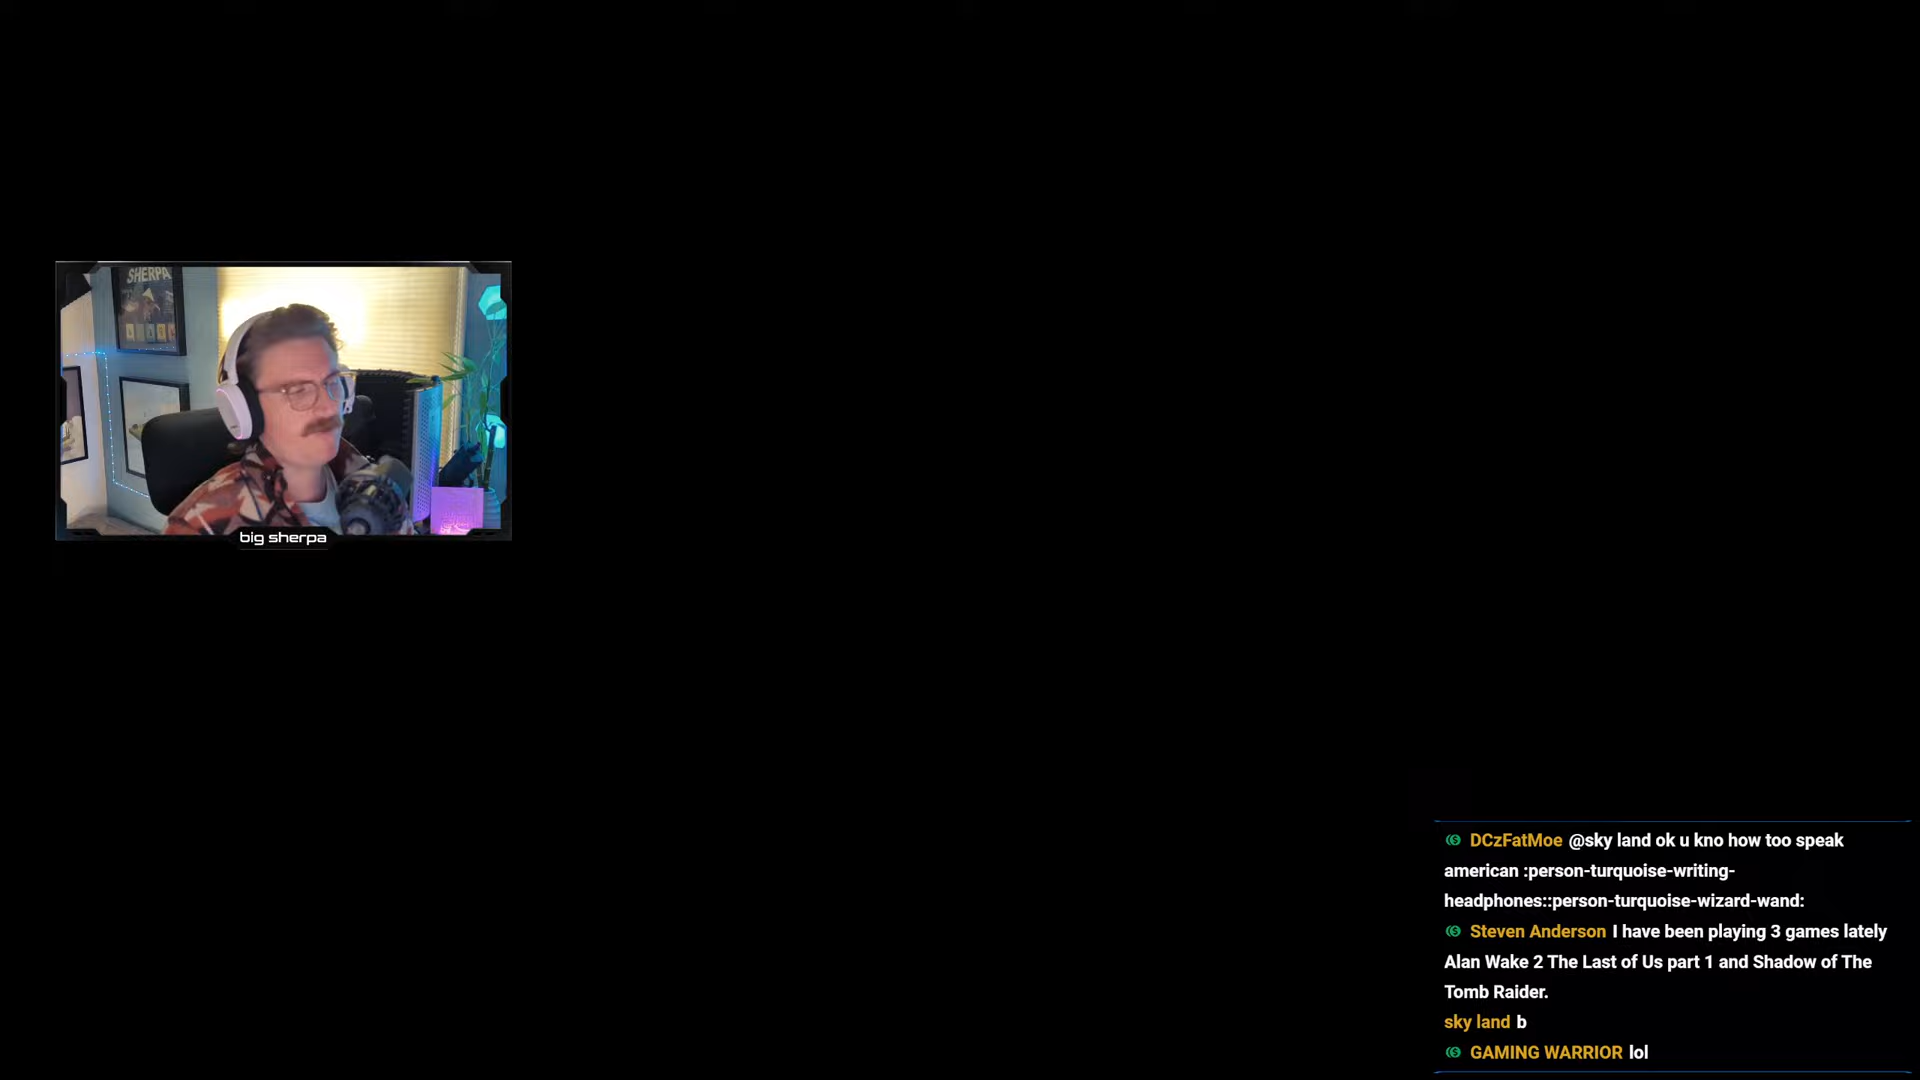 SHERPA
big sherpa
DCzFatMoe @sky land ok u kno how too speak
american :person-turquoise-writing-
headphones::person-turquoise-wizard-wand:
Steven Anderson I have been playing 3 games lately
Alan Wake 2 The Last of Us part 1 and Shadow of The
Tomb Raider.
sky land b
GAMING WARRIOR lol